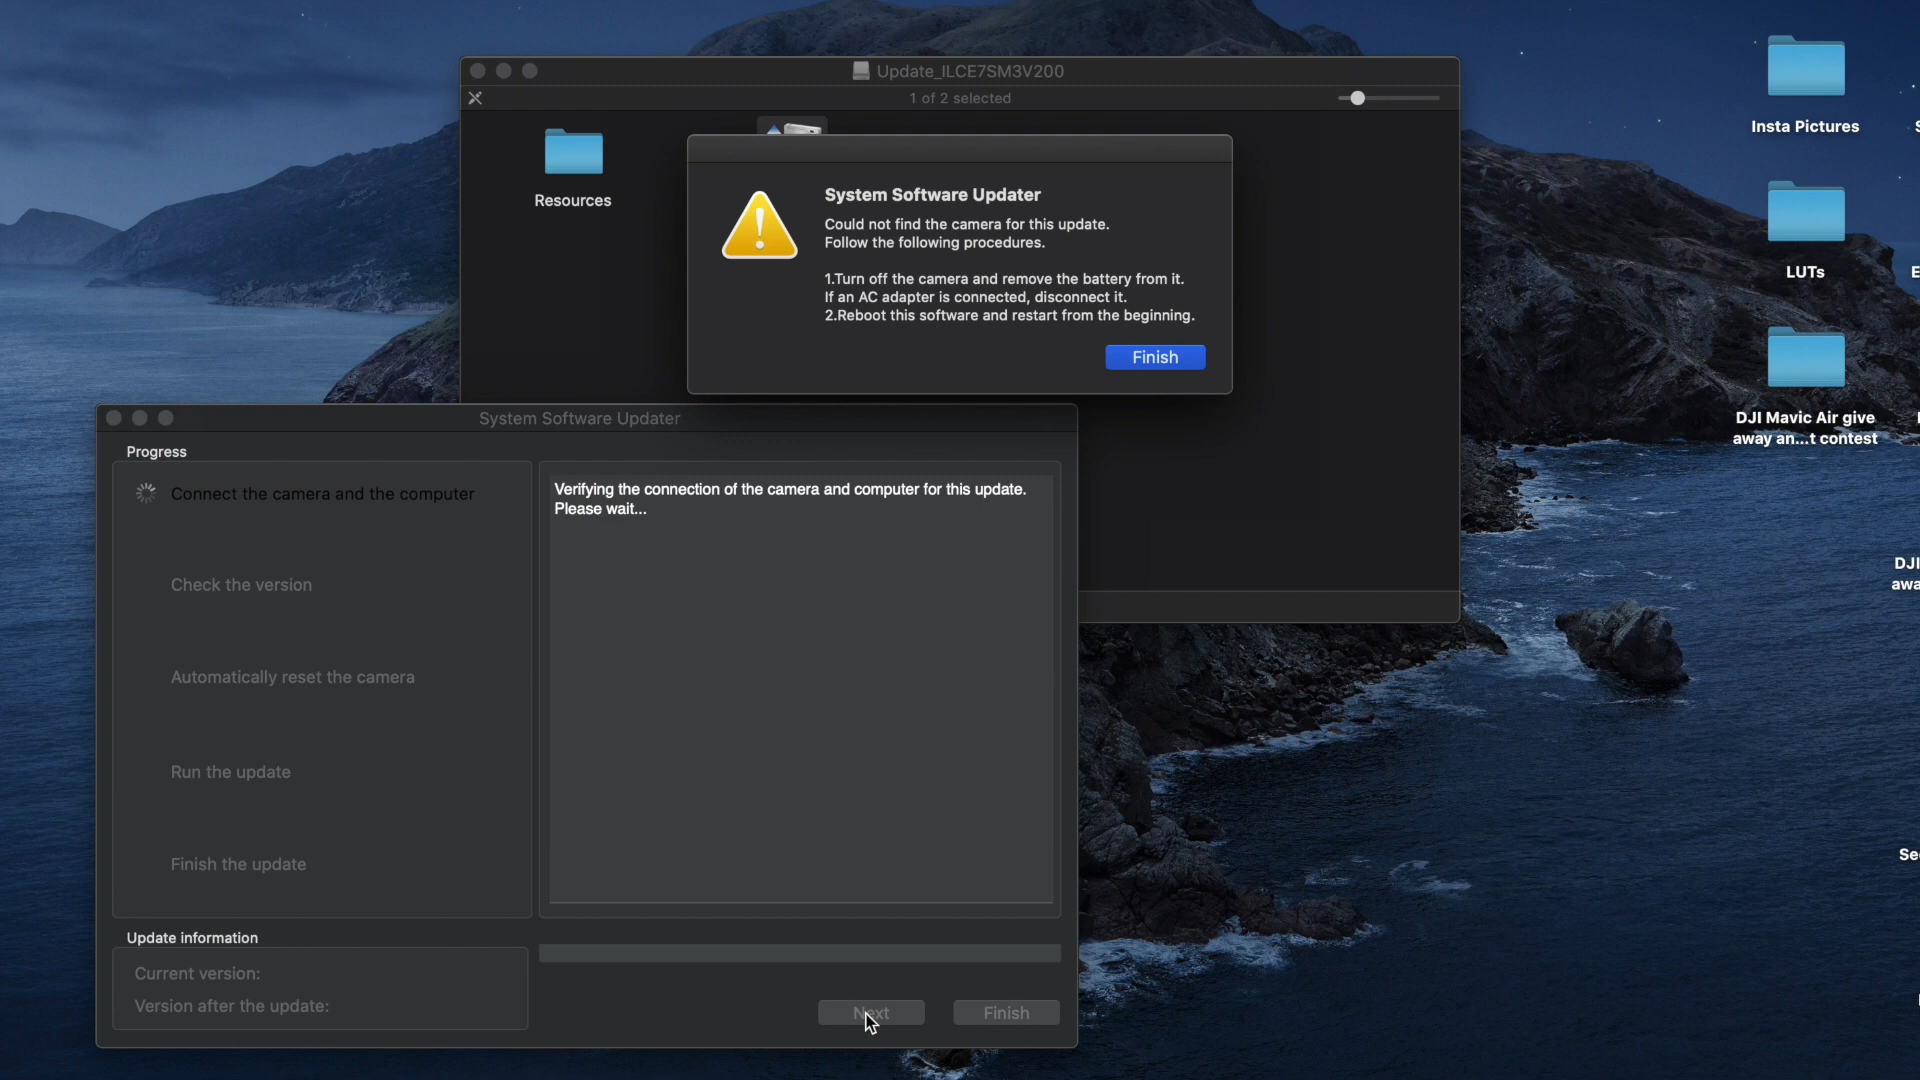 Update_ILCE7SM3V200
1 of 2 selected
Resources
System Software Updater
Could not find the camera for this update.
Follow the following procedures.
1.Turn off the camera and remove the battery from it.
If an AC adapter is connected, disconnect it.
2.Reboot this software and restart from the beginning.
Finish
System Software Updater
Progress
Connect the camera and the computer
Check the version
Automatically reset the camera
Run the update
Finish the update
Verifying the connection of the camera and computer for this update.
Please wait...
Update information
Current version:
Version after the update:
Next
Finish
Insta Pictures
LUTs
DJI Mavic Air give
away an...t contest
DJI